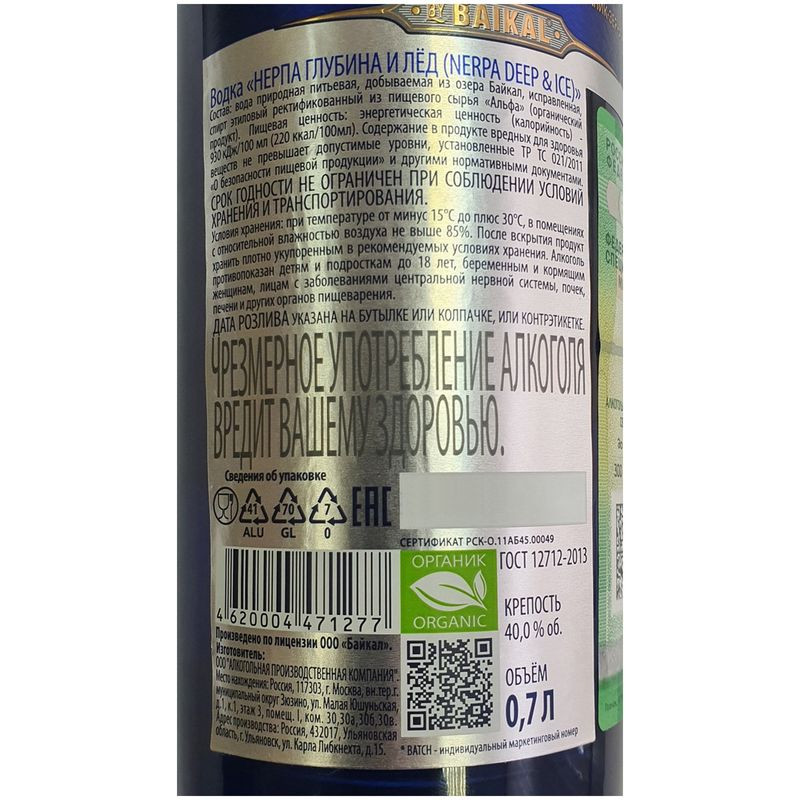 BY BAIKAL
Водка «НЕРПА ГЛУБИНА И ЛЁД (NERPA DEEP & ICE)»
Состав: вода природная питьевая, добываемая из озера Байкал, исправленная,
спирт этиловый ректификованный из пищевого сырья «Альфа» (органический
продукт). Пищевая ценность: энергетическая ценность (калорийность) -
930 кДж/100 мл (220 ккал/100мл). Содержание в продукте вредных для здоровья
веществ не превышает допустимые уровни, установленные ТР ТС 021/2011
«О безопасности пищевой продукции» и другими нормативными документами.
СРОК ГОДНОСТИ НЕ ОГРАНИЧЕН ПРИ СОБЛЮДЕНИИ УСЛОВИЙ
ХРАНЕНИЯ И ТРАНСПОРТИРОВАНИЯ.
Условия хранения: при температуре от минус 15°С до плюс 30°С, в помещениях
с относительной влажностью воздуха не выше 85%. После вскрытия продукт
хранить плотно укупоренным в рекомендуемых условиях хранения. Алкоголь
противопоказан детям и подросткам до 18 лет, беременным и кормящим
женщинам, лицам с заболеваниями центральной нервной системы, почек,
печени и других органов пищеварения.
ДАТА РОЗЛИВА УКАЗАНА НА БУТЫЛКЕ ИЛИ КОЛПАЧКЕ, ИЛИ КОНТРЭТИКЕТКЕ.
ЧРЕЗМЕРНОЕ УПОТРЕБЛЕНИЕ АЛКОГОЛЯ
ВРЕДИТ ВАШЕМУ ЗДОРОВЬЮ.
Сведения об упаковке
41 70 7 ЕАС
ALU GL 0
СЕРТИФИКАТ РСК-О.11АБ45.00049
ОРГАНИК
ORGANIC
ГОСТ 12712-2013
КРЕПОСТЬ
40,0 % об.
ОБЪЁМ
0,7 Л
4 620004 471277
Произведено по лицензии ООО «Байкал».
Изготовитель:
ООО "АЛКОГОЛЬНАЯ ПРОИЗВОДСТВЕННАЯ КОМПАНИЯ".
Место нахождения: Россия, 117303, г. Москва, вн.тер.г.
муниципальный округ Зюзино, ул. Малая Юшуньская,
д.1, к.1, этаж 3, помещ. I, ком. 30,30а,30б,30в.
Адрес производства: Россия, 432017, Ульяновская
область, г. Ульяновск, ул. Карла Либкнехта, д.15.
* BATCH - индивидуальный маркетинговый номер
300